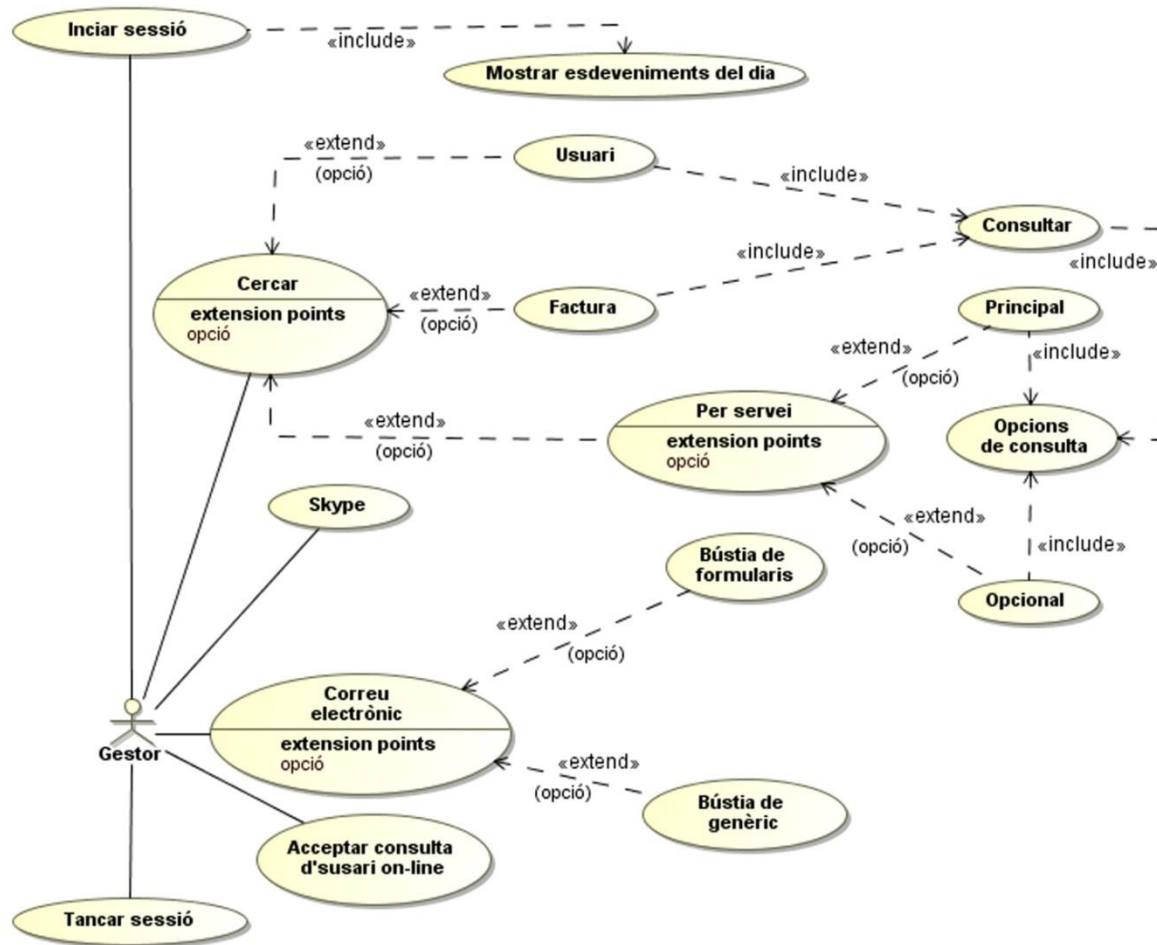 Inciar sessió
«include»
Mostrar esdeveniments del dia
«extend»
(opció)
Usuari
«include»
Consultar
«include»
«include»
Cercar
extension points
opció
«extend»
(opció)
Factura
Principal
«extend»
(opció)
«include»
Per servei
extension points
opció
«extend»
(opció)
Opcions
de consulta
Skype
«extend»
(opció)
«include»
Bústia de
formularis
Opcional
«extend»
(opció)
Correu
electrònic
extension points
opció
Gestor
«extend»
(opció)
Bústia de
genèric
Acceptar consulta
d'susari on-line
Tancar sessió